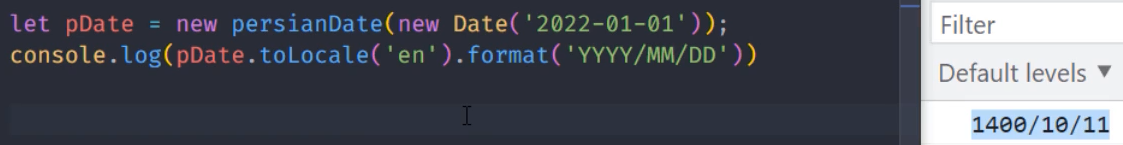 let pDate = new persianDate(new Date('2022-01-01'));
console.log(pDate.toLocale('en').format('YYYY/MM/DD'))
Filter
Default levels ▼
1400/10/11